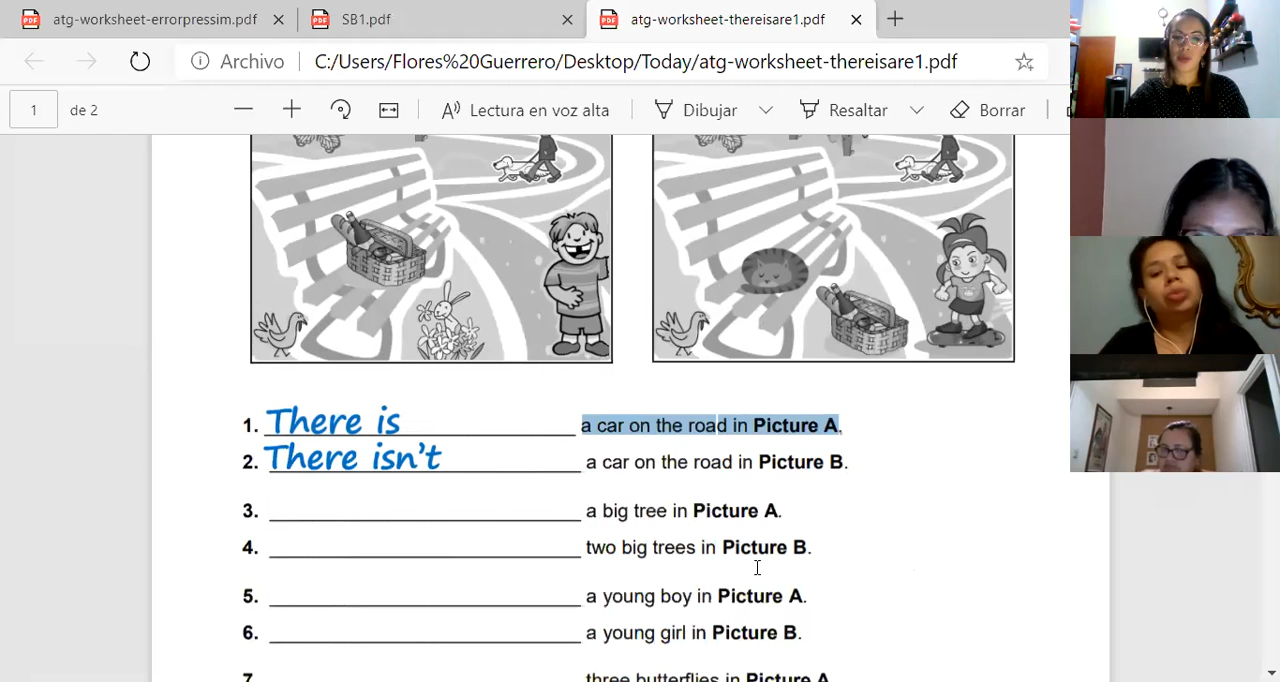 atg-worksheet-errorpressim.pdf
SB1.pdf
atg-worksheet-thereisare1.pdf
Archivo
C:/Users/Flores%20Guerrero/Desktop/Today/atg-worksheet-thereisare1.pdf
1 de 2
Lectura en voz alta
Dibujar
Resaltar
Borrar
1. There is a car on the road in Picture A.
2. There isn't a car on the road in Picture B.
3. a big tree in Picture A.
4. two big trees in Picture B.
5. a young boy in Picture A.
6. a young girl in Picture B.
7. three butterflies in Picture A.